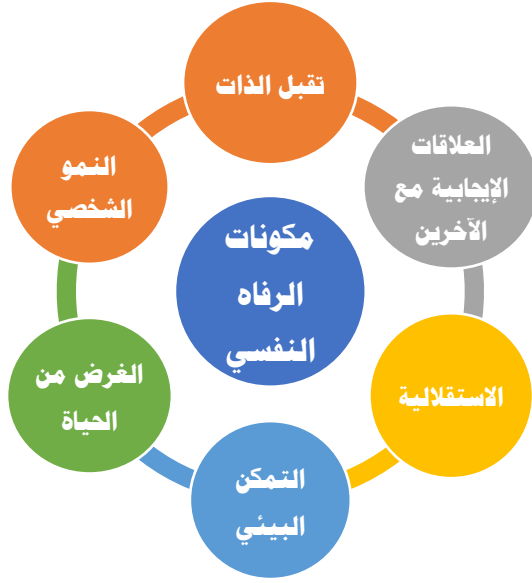 تقبل الذات
العلاقات
الإيجابية مع
الآخرين
الاستقلالية
التمكن
البيئي
الغرض من
الحياة
النمو
الشخصي
مكونات
الرفاه
النفسي